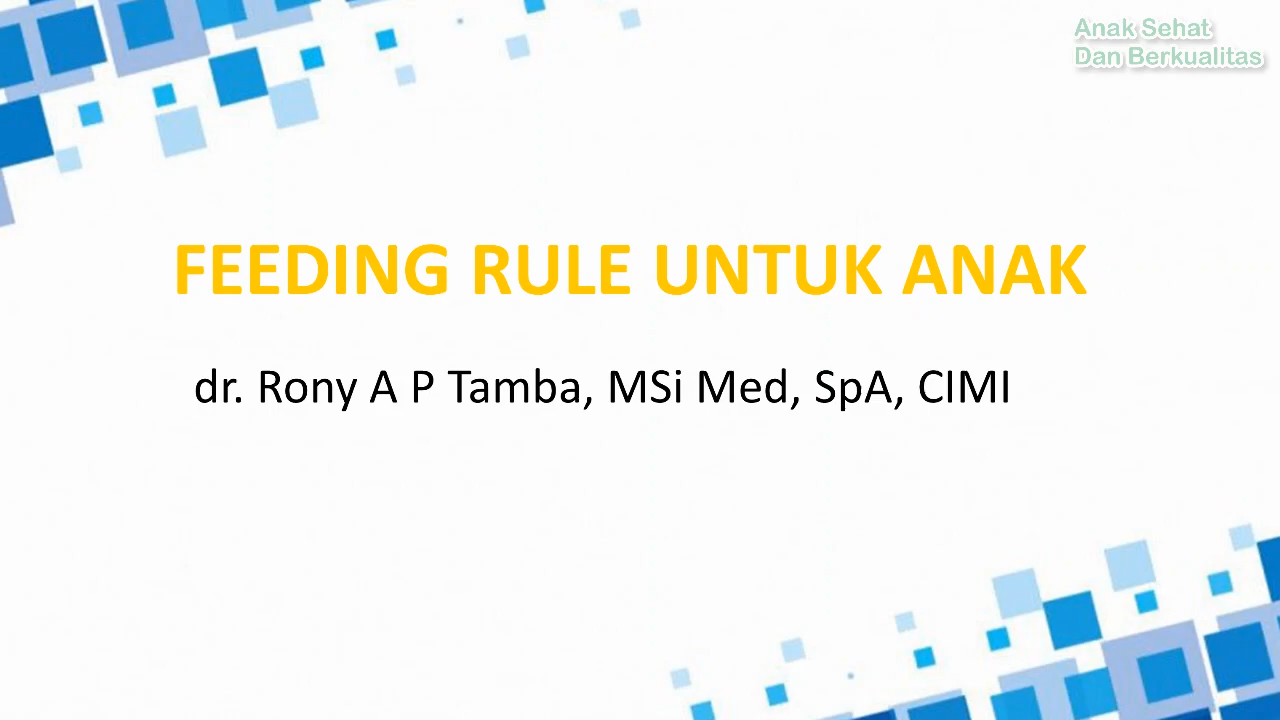 Anak Sehat
Dan Berkualitas
FEEDING RULE UNTUK ANAK
dr. Rony A P Tamba, MSi Med, SpA, CIMI